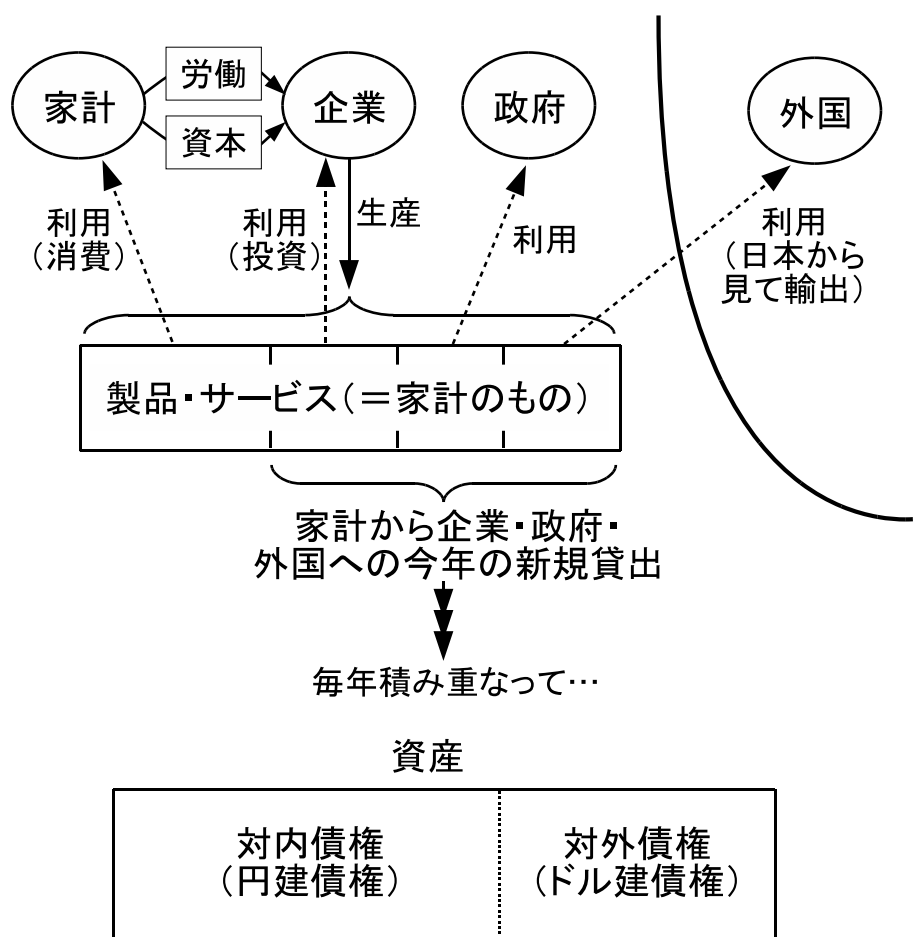 家計
労働
資本
企業
政府
外国
利用
（消費）
利用
（投資）
生産
利用
利用
（日本から
見て輸出）
製品・サービス（＝家計のもの）
家計から企業・政府・
外国への今年の新規貸出
毎年積み重なって…
資産
対内債権
（円建債権）
対外債権
（ドル建債権）